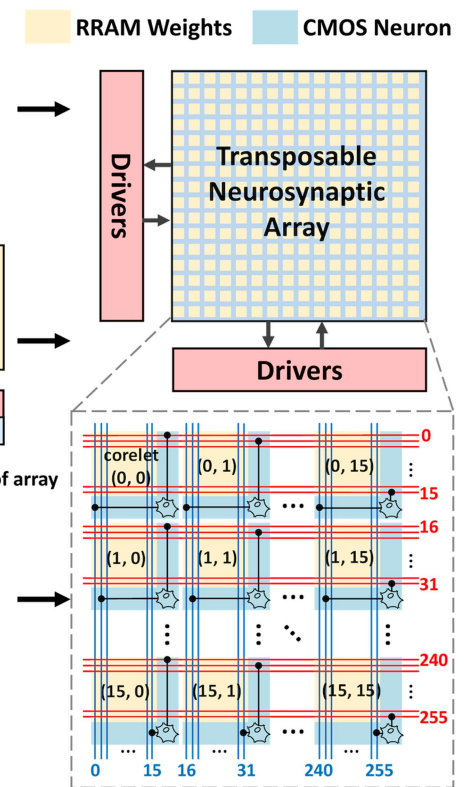 RRAM Weights
CMOS Neuron
Drivers
Transposable
Neurosynaptic
Array
Drivers
of array
corelet
(0, 0)
(0, 1)
(0, 15)
0
15
16
(1, 0)
(1, 1)
(1, 15)
31
240
(15, 0)
(15, 1)
(15, 15)
255
0
15
16
31
240
255